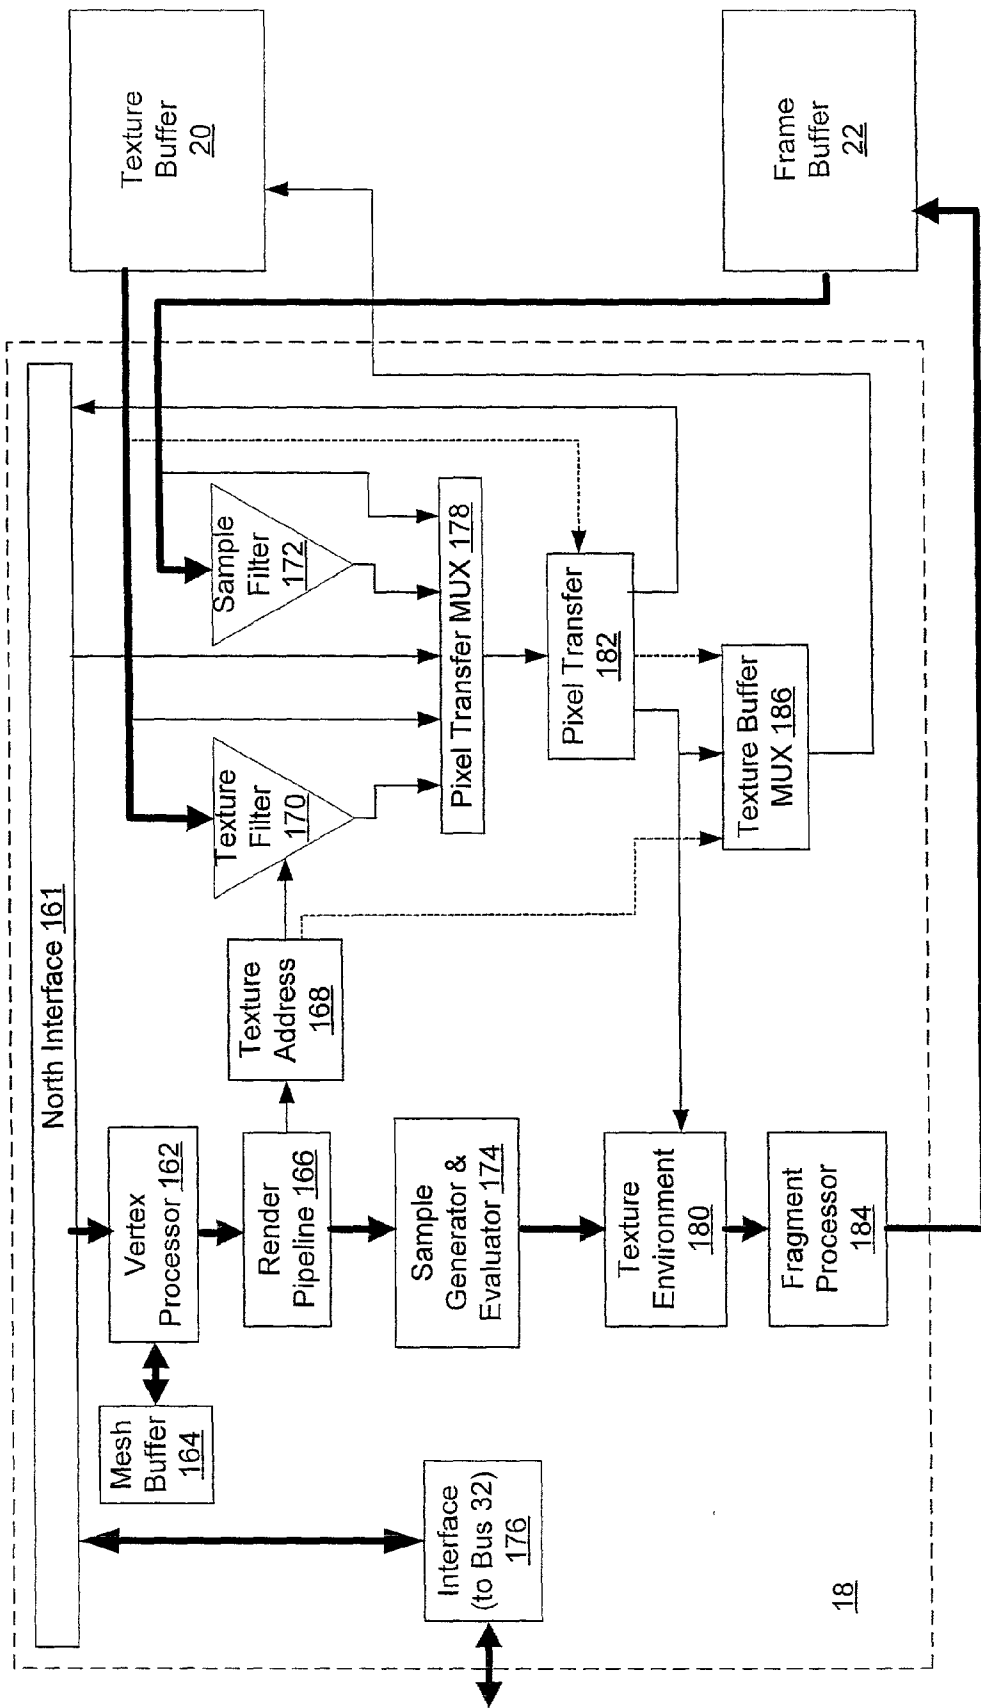 North Interface 161
Vertex
Processor 162
Mesh
Buffer
164
Render
Pipeline 166
Texture
Address
168
Texture
Filter
170
Sample
Filter
172
Texture
Buffer
20
Interface
(to Bus 32)
176
Sample
Generator &
Evaluator 174
Pixel Transfer MUX 178
Texture
Environment
180
Pixel Transfer
182
Fragment
Processor
184
Texture Buffer
MUX 186
Frame
Buffer
22
18